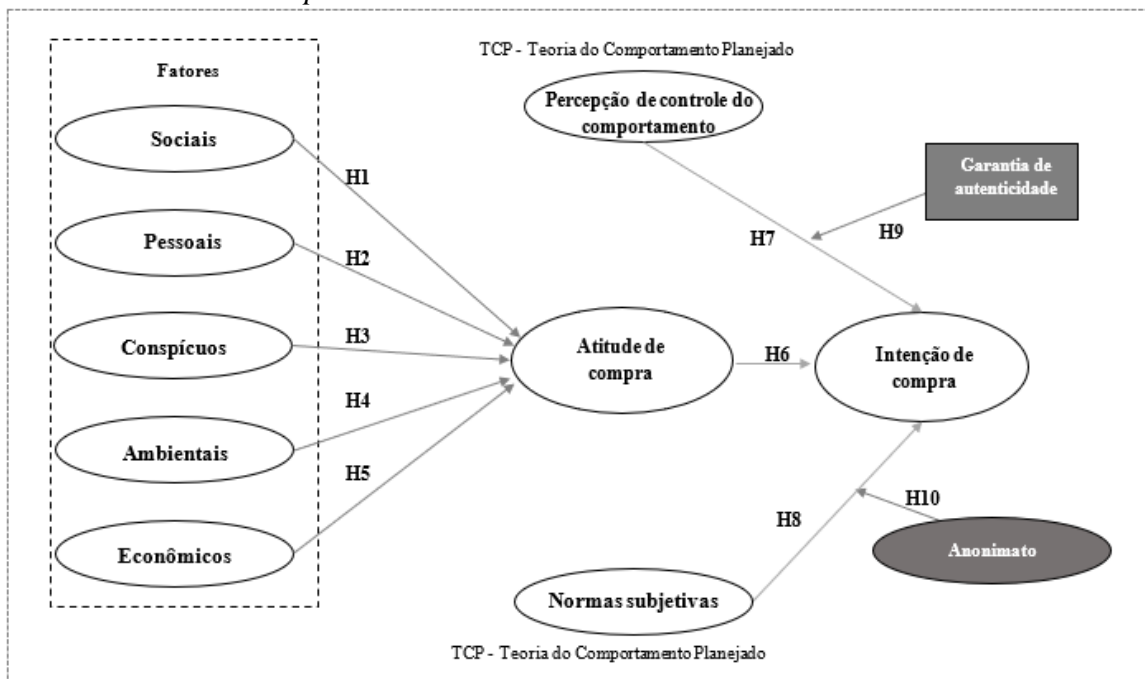 TCP - Teoria do Comportamento Planejado
Fatores
Percepção de controle do
comportamento
Sociais
Garantia de
autenticidade
H1
Pessoais
H7
H9
H2
Conspícuos
H3
Atitude de
compra
H6
Intenção de
compra
H4
Ambientais
H5
H10
H8
Anonimato
Econômicos
Normas subjetivas
TCP - Teoria do Comportamento Planejado